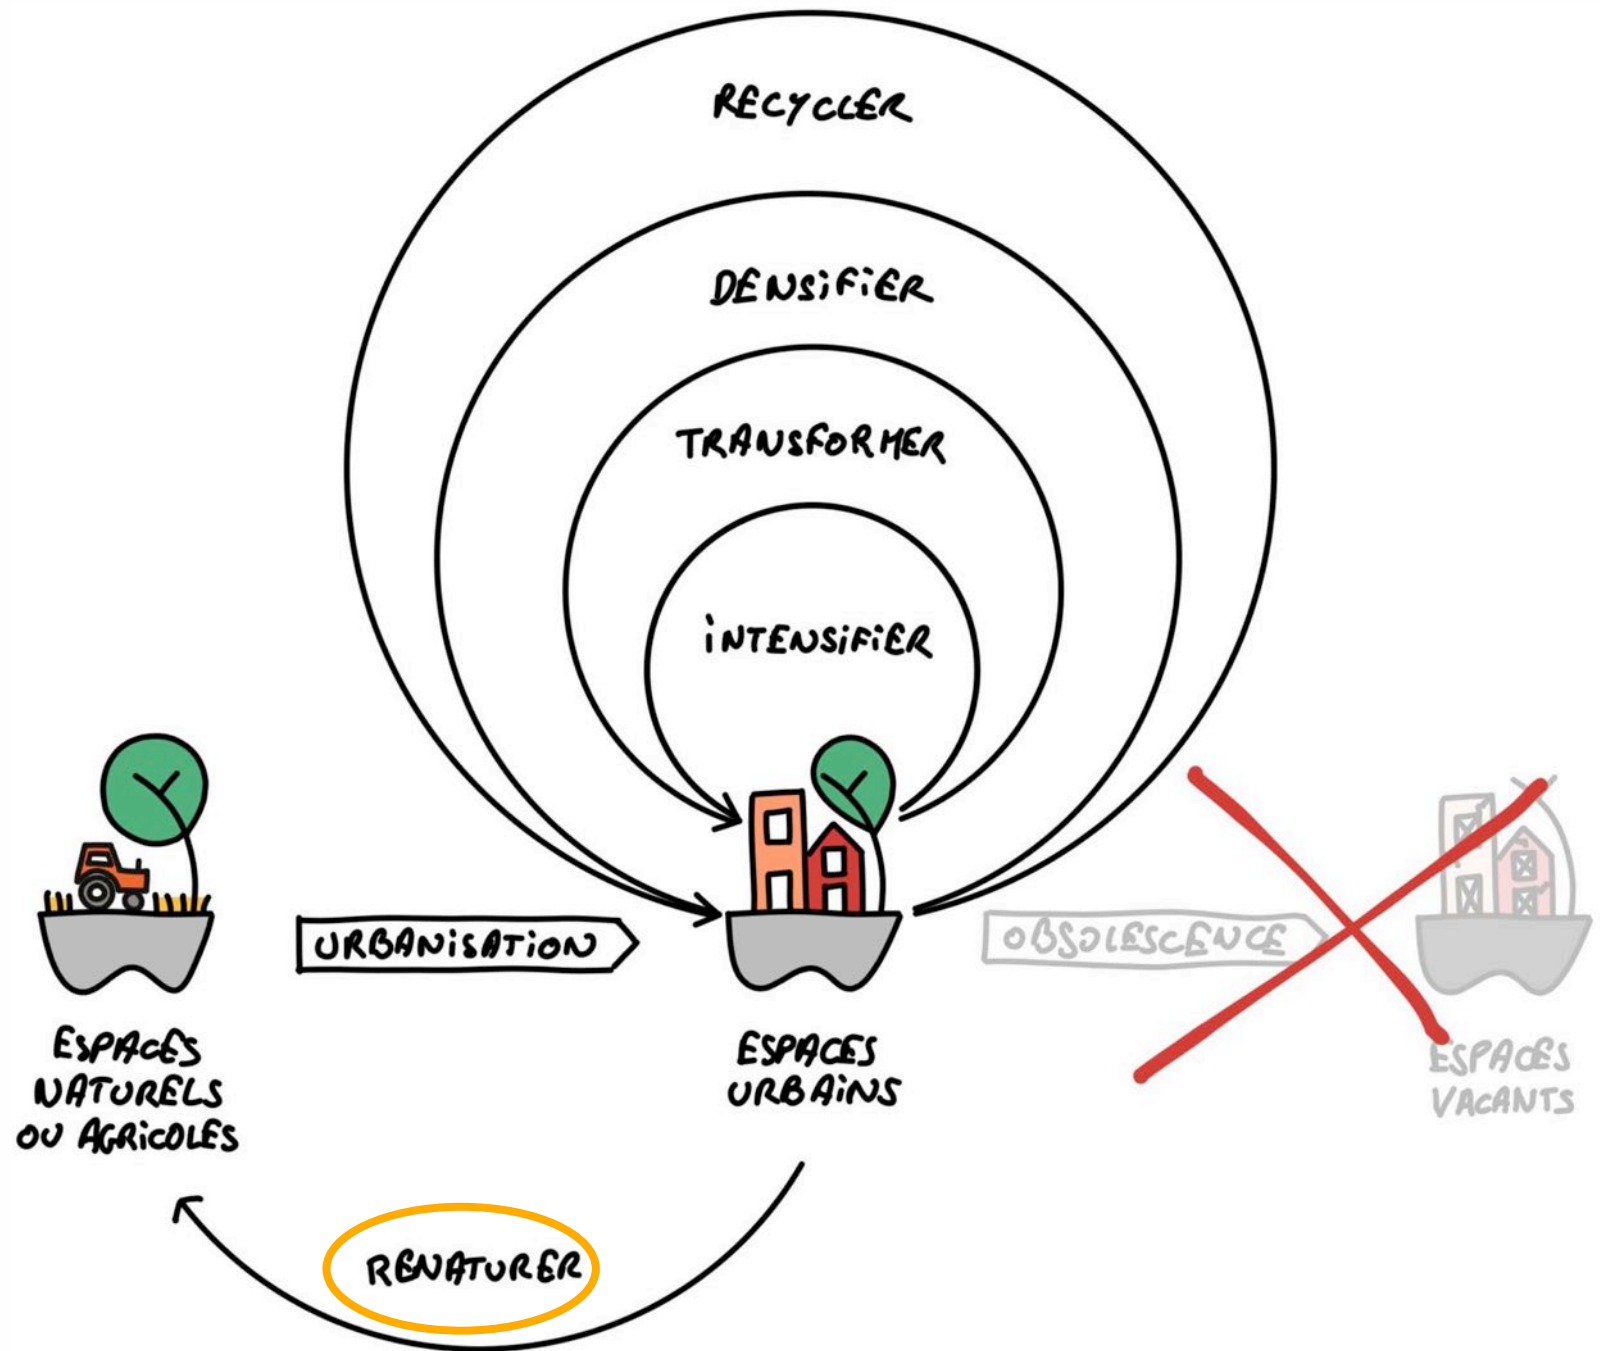 RECYCLER
DENSIFIER
TRANSFORMER
INTENSIFIER
URBANISATION
OBSOLESCENCE
ESPACES
NATURELS
OU AGRICOLES
ESPACES
URBAINS
ESPACES
VACANTS
RENATURER